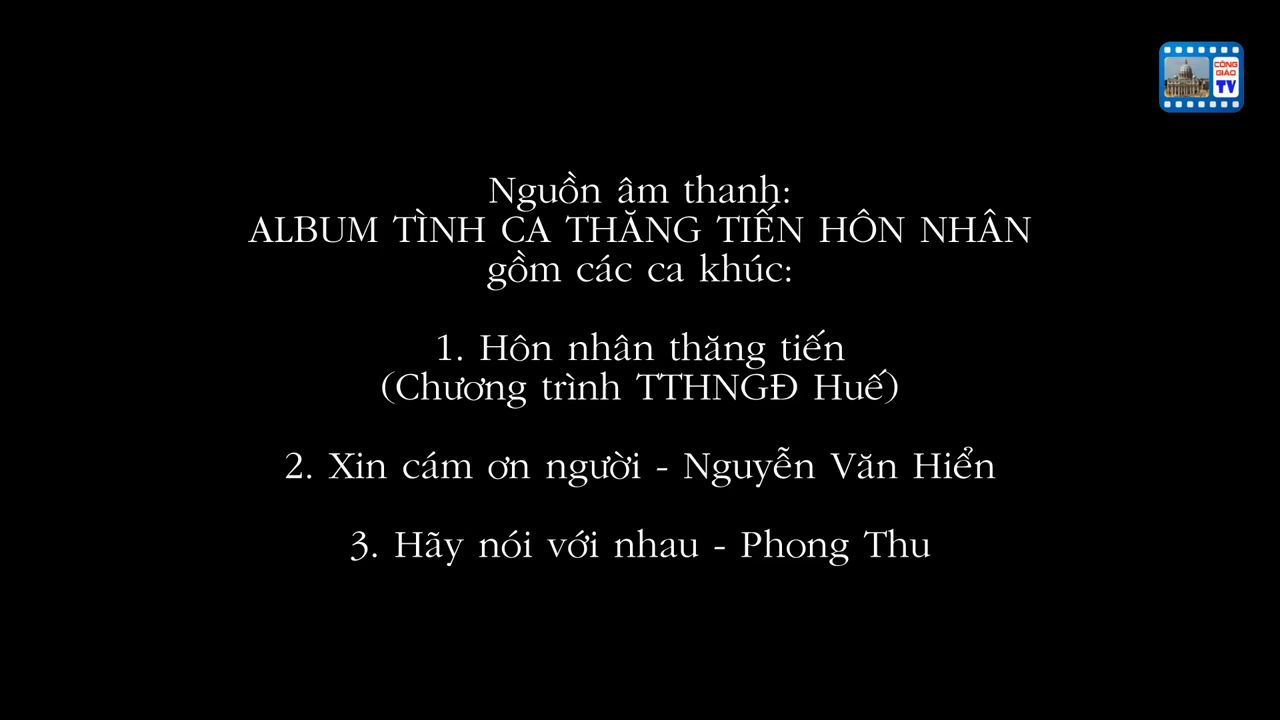 CÔNG
GIÁO
TV
Nguồn âm thanh:
ALBUM TÌNH CA THĂNG TIẾN HÔN NHÂN
gồm các ca khúc:
1. Hôn nhân thăng tiến
(Chương trình TTHNGĐ Huế)
2. Xin cám ơn người - Nguyễn Văn Hiển
3. Hãy nói với nhau - Phong Thu